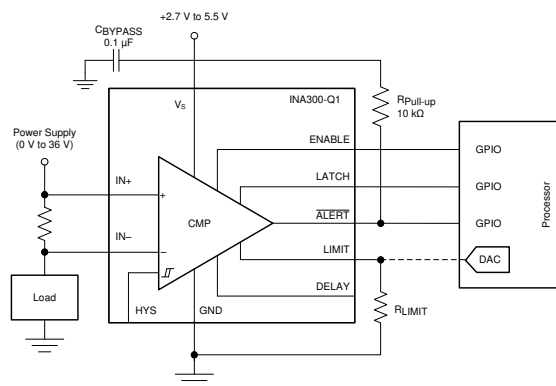 +2.7 V to 5.5 V
CBYPASS
0.1 µF
INA300-Q1
VS
RPull-up
10 kΩ
Power Supply
(0 V to 36 V)
ENABLE
GPIO
LATCH
GPIO
IN+
+
CMP
ALERT
GPIO
Processor
IN–
–
LIMIT
DAC
DELAY
Load
HYS
GND
RLIMIT